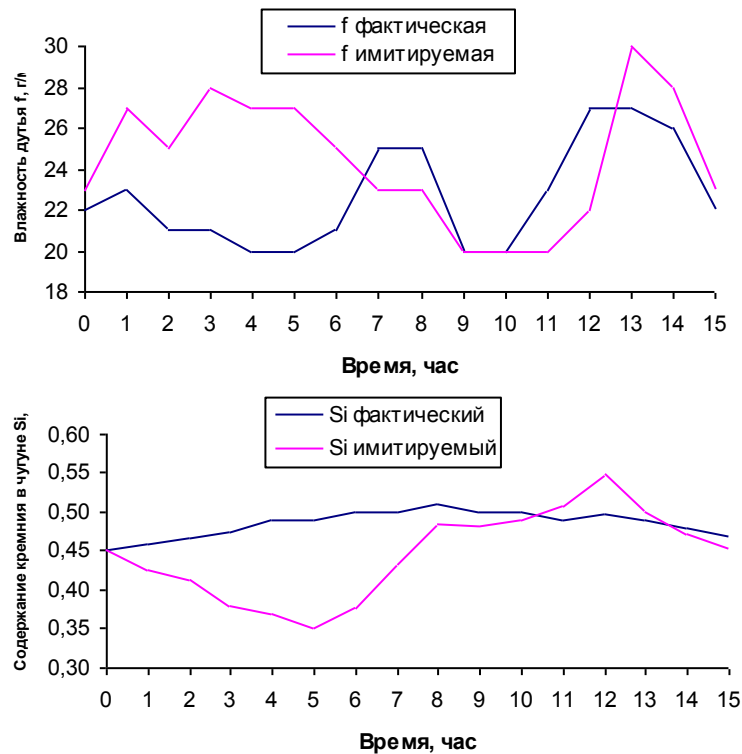 f фактическая
f имитируемая
Влажность дутья f, г/
30
28
26
24
22
20
18
0 1 2 3 4 5 6 7 8 9 10 11 12 13 14 15
Время, час
Si фактический
Si имитируемый
Содержание кремния в чугуне Si,
0,60
0,55
0,50
0,45
0,40
0,35
0,30
0 1 2 3 4 5 6 7 8 9 10 11 12 13 14 15
Время, час